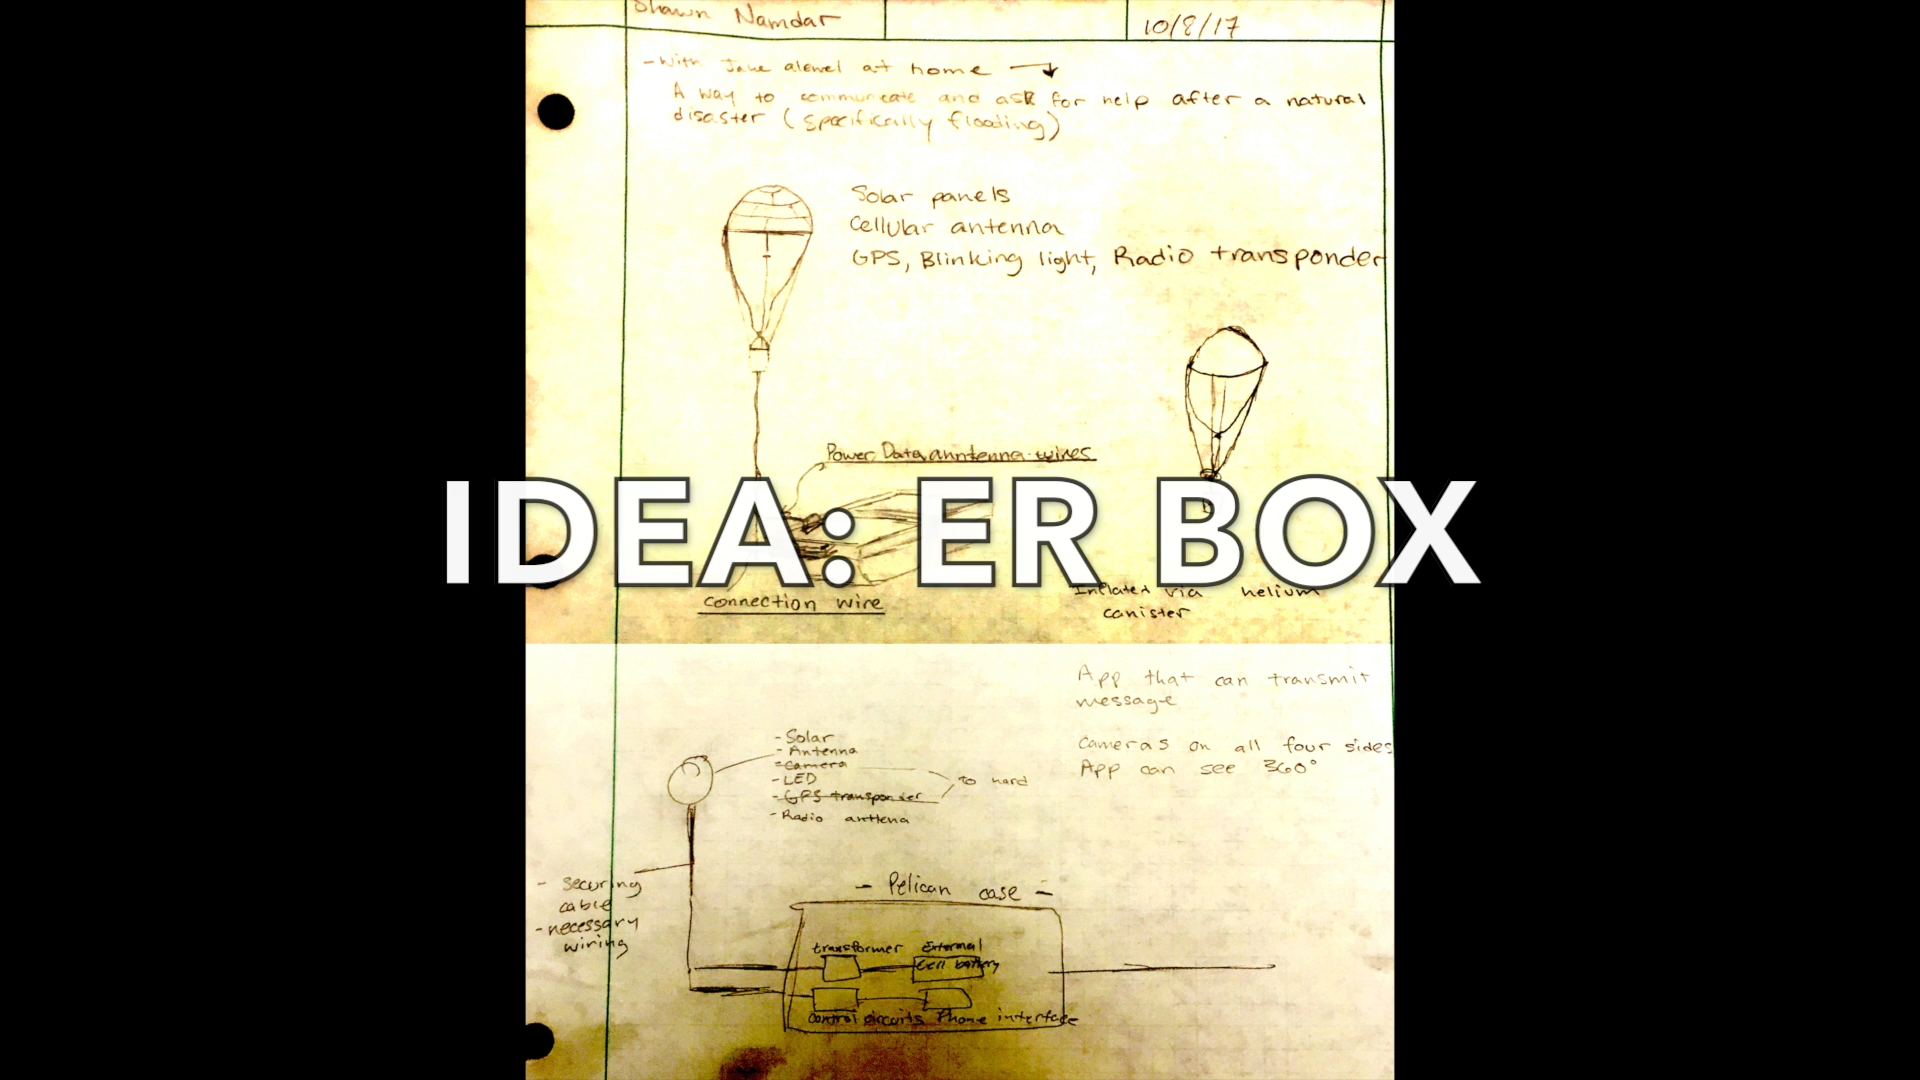 Shawn Namdar
10/8/17
- With Jake at home
A way to communicate and ask for help after a natural
disaster (specifically flooding)
Solar panels
Cellular antenna
GPS, Blinking light, Radio transponder
Power, Data, anntenna wires
IDEA: ER BOX
connection wire
Inflated via helium
canister
App that can transmit
message
Cameras on all four sides
App can see 360°
- Solar
- Antenna
- Camera
- LED
- GPS transponder
- Radio anttena
to hard
- securing
cable
- necessary
wiring
- Pelican case -
transformer External
Cell battery
control circuits Phone interface